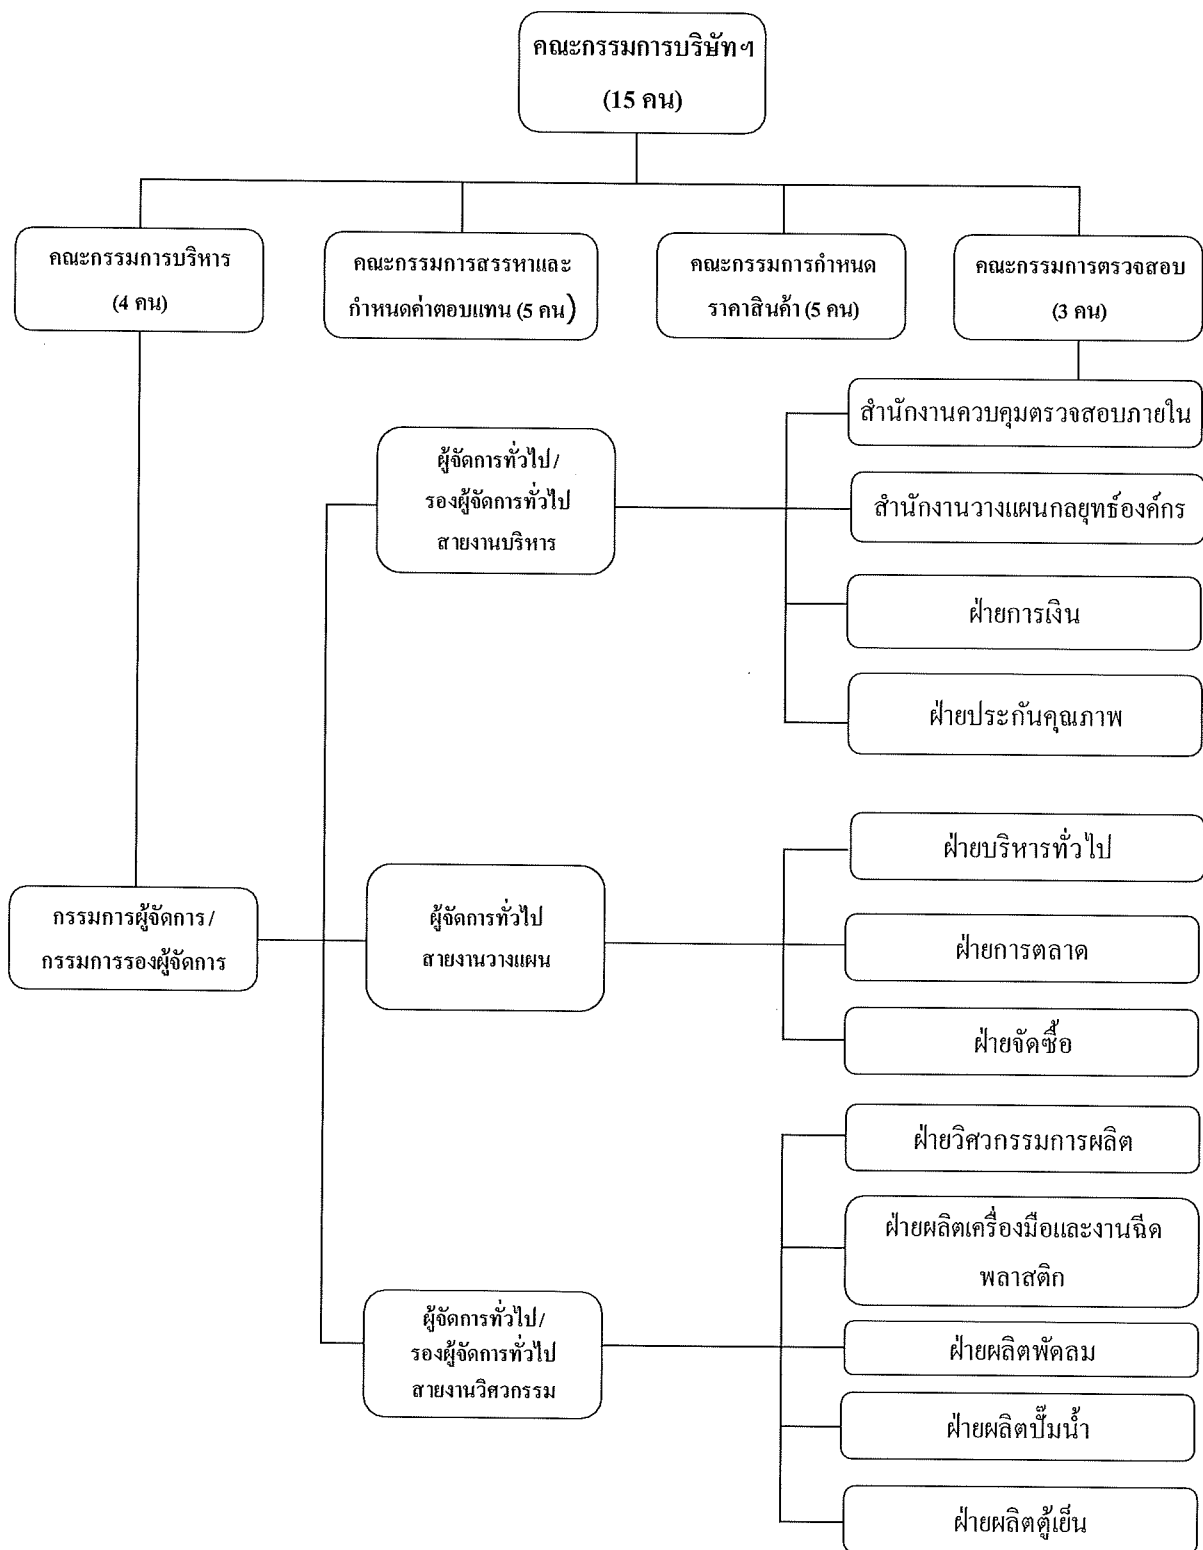 คณะกรรมการบริษัทฯ
(15 คน)
คณะกรรมการบริหาร
(4 คน)
คณะกรรมการสรรหาและ
กำหนดค่าตอบแทน (5 คน)
คณะกรรมการกำหนด
ราคาสินค้า (5 คน)
คณะกรรมการตรวจสอบ
(3 คน)
สำนักงานควบคุมตรวจสอบภายใน
ผู้จัดการทั่วไป/
รองผู้จัดการทั่วไป
สายงานบริหาร
สำนักงานวางแผนกลยุทธ์องค์กร
ฝ่ายการเงิน
ฝ่ายประกันคุณภาพ
กรรมการผู้จัดการ/
กรรมการรองผู้จัดการ
ผู้จัดการทั่วไป
สายงานวางแผน
ฝ่ายบริหารทั่วไป
ฝ่ายการตลาด
ฝ่ายจัดซื้อ
ผู้จัดการทั่วไป/
รองผู้จัดการทั่วไป
สายงานวิศวกรรม
ฝ่ายวิศวกรรมการผลิต
ฝ่ายผลิตเครื่องมือและงานฉีด
พลาสติก
ฝ่ายผลิตพัดลม
ฝ่ายผลิตปั๊มน้ำ
ฝ่ายผลิตตู้เย็น